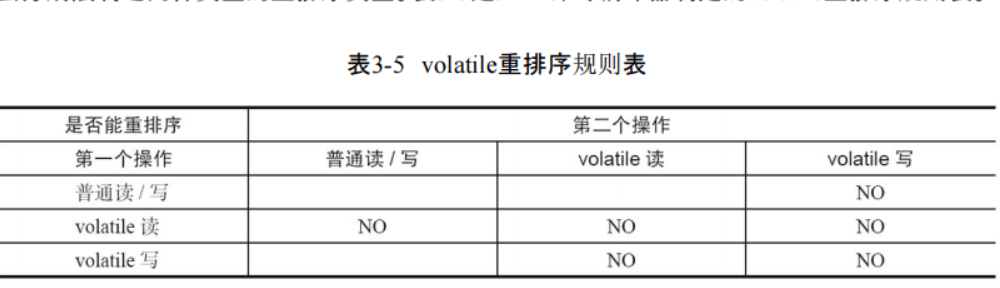 表3-5 volatile重排序规则表
是否能重排序 第二个操作
第一个操作 普通读 / 写 volatile 读 volatile 写
普通读 / 写 NO
volatile 读 NO NO NO
volatile 写 NO NO